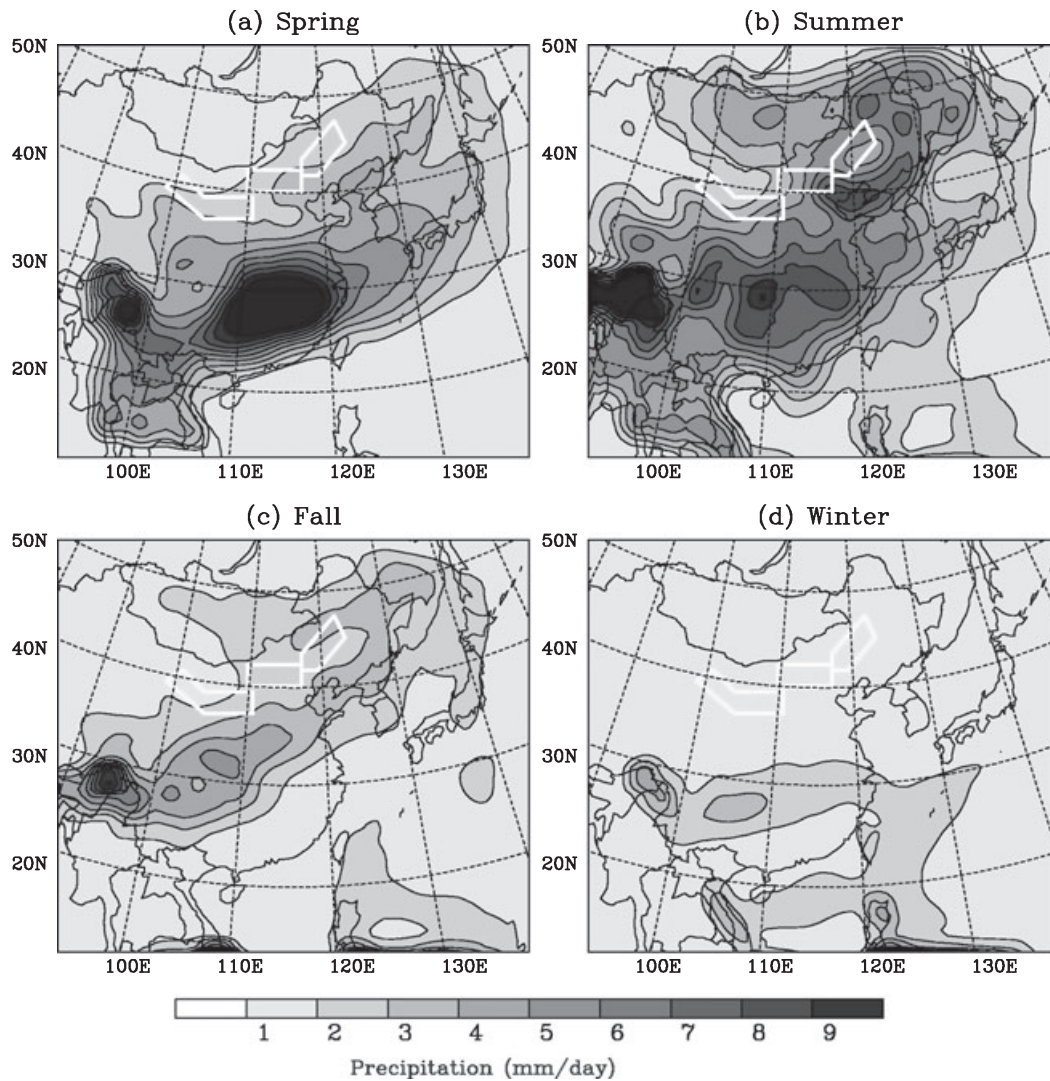 (a) Spring
(b) Summer
50N
40N
30N
20N
100E 110E 120E 130E
50N
40N
30N
20N
100E 110E 120E 130E
(c) Fall
(d) Winter
50N
40N
30N
20N
100E 110E 120E 130E
50N
40N
30N
20N
100E 110E 120E 130E
1 2 3 4 5 6 7 8 9
Precipitation (mm/day)